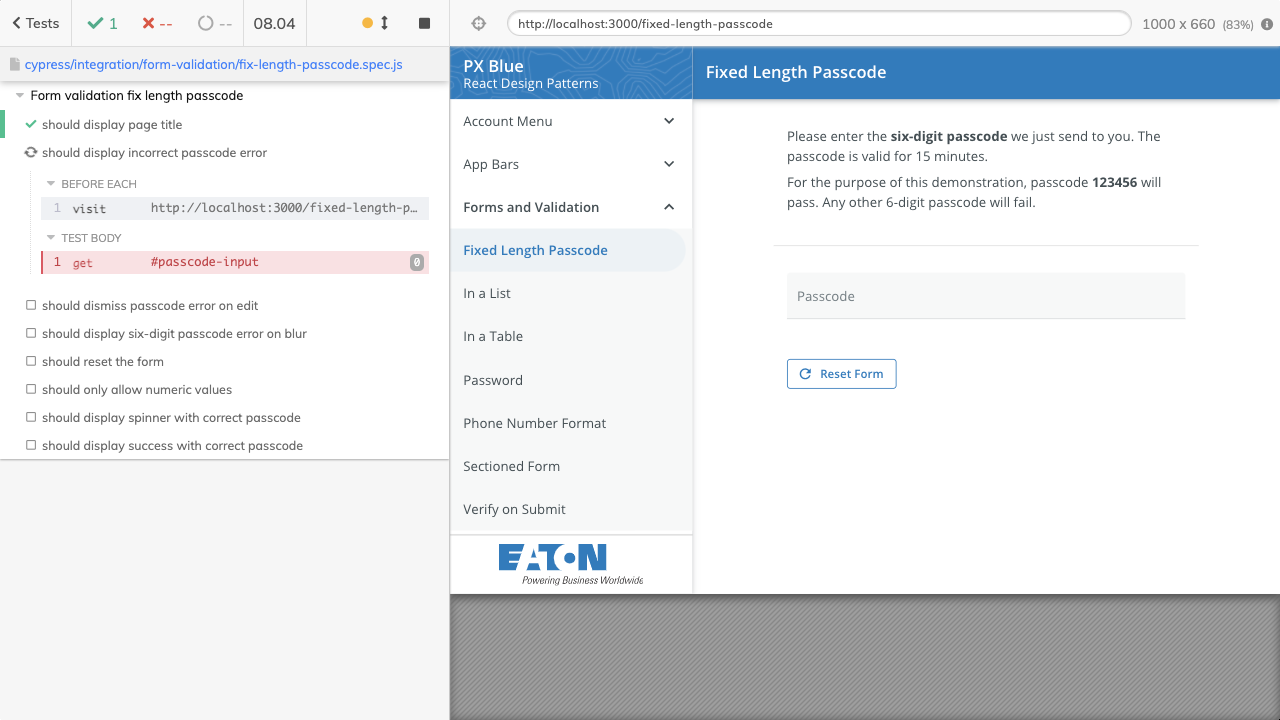 Tests
1
--
--
08.04
http://localhost:3000/fixed-length-passcode
1000 x 660 (83%)
cypress/integration/form-validation/fix-length-passcode.spec.js
Form validation fix length passcode
should display page title
should display incorrect passcode error
BEFORE EACH
1 visit http://localhost:3000/fixed-length-p…
TEST BODY
1 get #passcode-input 0
should dismiss passcode error on edit
should display six-digit passcode error on blur
should reset the form
should only allow numeric values
should display spinner with correct passcode
should display success with correct passcode
PX Blue
React Design Patterns
Account Menu
App Bars
Forms and Validation
Fixed Length Passcode
In a List
In a Table
Password
Phone Number Format
Sectioned Form
Verify on Submit
EATON
Powering Business Worldwide
Fixed Length Passcode
Please enter the six-digit passcode we just send to you. The
passcode is valid for 15 minutes.
For the purpose of this demonstration, passcode 123456 will
pass. Any other 6-digit passcode will fail.
Passcode
Reset Form